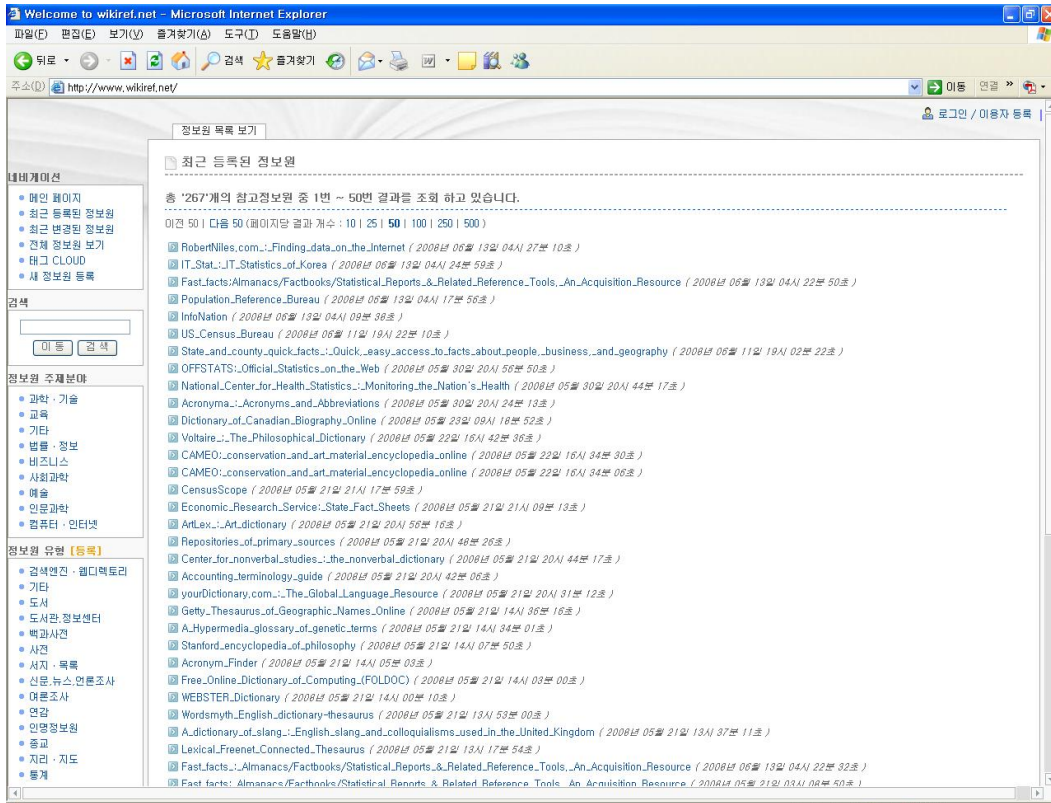 Welcome to wikiref.net - Microsoft Internet Explorer
파일(F) 편집(E) 보기(V) 즐겨찾기(A) 도구(T) 도움말(H)
뒤로 검색 즐겨찾기
주소(D) http://www.wikiref.net/ 이동 연결 »
로그인 / 이용자 등록 |
정보원 목록 보기
최근 등록된 정보원
총 '267'개의 참고정보원 중 1번 ~ 50번 결과를 조회 하고 있습니다.
이전 50 | 다음 50 (페이지당 결과 개수 : 10 | 25 | 50 | 100 | 250 | 500 )
RobertNiles,com_:_Finding_data_on_the_Internet ( 2008년 06월 13일 04시 27분 10초 )
IT_Stat_:_IT_Statistics_of_Korea ( 2008년 06월 13일 04시 24분 59초 )
Fast_facts:Almanacs/Factbooks/Statistical_Reports_&_Related_Reference_Tools,_An_Acquisition_Resource ( 2008년 06월 13일 04시 22분 50초 )
Population_Reference_Bureau ( 2008년 06월 13일 04시 17분 56초 )
InfoNation ( 2008년 06월 13일 04시 09분 36초 )
US_Census_Bureau ( 2008년 06월 11일 19시 22분 10초 )
State_and_county_quick_facts_:_Quick,_easy_access_to_facts_about_people,_business,_and_geography ( 2008년 06월 11일 19시 02분 22초 )
OFFSTATS:_Official_Statistics_on_the_Web ( 2008년 05월 30일 20시 56분 50초 )
National_Center_for_Health_Statistics_:_Monitoring_the_Nation's_Health ( 2008년 05월 30일 20시 44분 17초 )
Acronyma_:_Acronyms_and_Abbreviations ( 2008년 05월 30일 20시 24분 13초 )
Dictionary_of_Canadian_Biography_Online ( 2008년 05월 23일 09시 18분 52초 )
Voltaire_:_The_Philosophical_Dictionary ( 2008년 05월 22일 16시 42분 36초 )
CAMEO:_conservation_and_art_material_encyclopedia_online ( 2008년 05월 22일 16시 34분 30초 )
CAMEO:_conservation_and_art_material_encyclopedia_online ( 2008년 05월 22일 16시 34분 06초 )
CensusScope ( 2008년 05월 21일 21시 17분 59초 )
Economic_Research_Service:_State_Fact_Sheets ( 2008년 05월 21일 21시 09분 13초 )
ArtLex_:_Art_dictionary ( 2008년 05월 21일 20시 56분 16초 )
Repositories_of_primary_sources ( 2008년 05월 21일 20시 48분 26초 )
Center_for_nonverbal_studies_:_the_nonverbal_dictionary ( 2008년 05월 21일 20시 44분 17초 )
Accounting_terminology_guide ( 2008년 05월 21일 20시 42분 06초 )
yourDictionary,com_:_The_Global_Language_Resource ( 2008년 05월 21일 20시 31분 12초 )
Getty_Thesaurus_of_Geographic_Names_Online ( 2008년 05월 21일 14시 36분 16초 )
A_Hypermedia_glossary_of_genetic_terms ( 2008년 05월 21일 14시 34분 01초 )
Stanford_encyclopedia_of_philosophy ( 2008년 05월 21일 14시 07분 50초 )
Acronym_Finder ( 2008년 05월 21일 14시 05분 03초 )
Free_Online_Dictionary_of_Computing_(FOLDOC) ( 2008년 05월 21일 14시 03분 00초 )
WEBSTER_Dictionary ( 2008년 05월 21일 14시 00분 10초 )
Wordsmyth_English_dictionary-thesaurus ( 2008년 05월 21일 13시 53분 00초 )
A_dictionary_of_slang_:_English_slang_and_colloquialisms_used_in_the_United_Kingdom ( 2008년 05월 21일 13시 37분 11초 )
Lexical_Freenet_Connected_Thesaurus ( 2008년 05월 21일 13시 17분 54초 )
Fast_facts_:_Almanacs/Factbooks/Statistical_Reports_&_Related_Reference_Tools,_An_Acquisition_Resource ( 2008년 06월 13일 04시 22분 32초 )
Fast_facts:_Almanacs/Factbooks/Statistical_Reports_&_Related_Reference_Tools,_An_Acquisition_Resource ( 2008년 05월 21일 03시 08분 50초 )
네비게이션
메인 페이지
최근 등록된 정보원
최근 변경된 정보원
전체 정보원 보기
태그 CLOUD
새 정보원 등록
검색
이동 검색
정보원 주제분야
과학 · 기술
교육
기타
법률 · 정보
비즈니스
사회과학
예술
인문과학
컴퓨터 · 인터넷
정보원 유형 [등록]
검색엔진 · 웹디렉토리
기타
도서
도서관,정보센터
백과사전
사전
서지 · 목록
신문,뉴스,언론조사
여론조사
연감
인명정보원
종교
지리 · 지도
통계